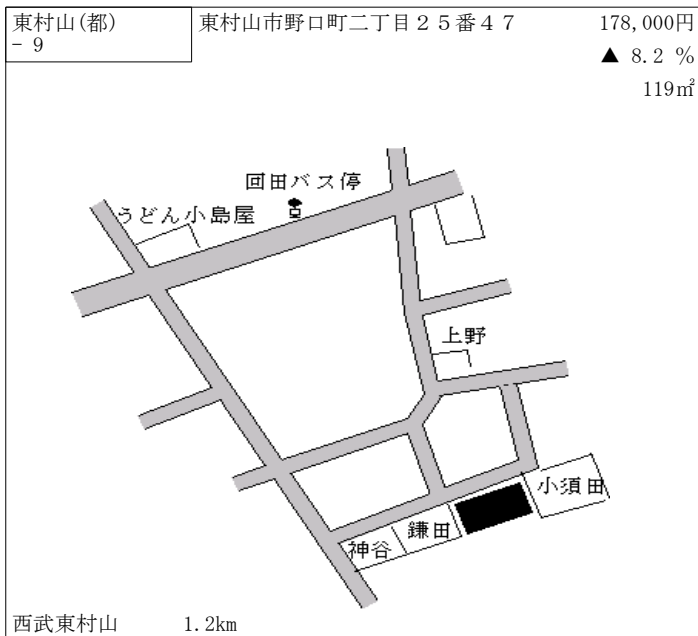 東村山(都)
- 9
東村山市野口町二丁目２５番４７
178,000円
▲ 8.2 %
119㎡
回田バス停
うどん小島屋
上野
小須田
鎌田
神谷
西武東村山 1.2km